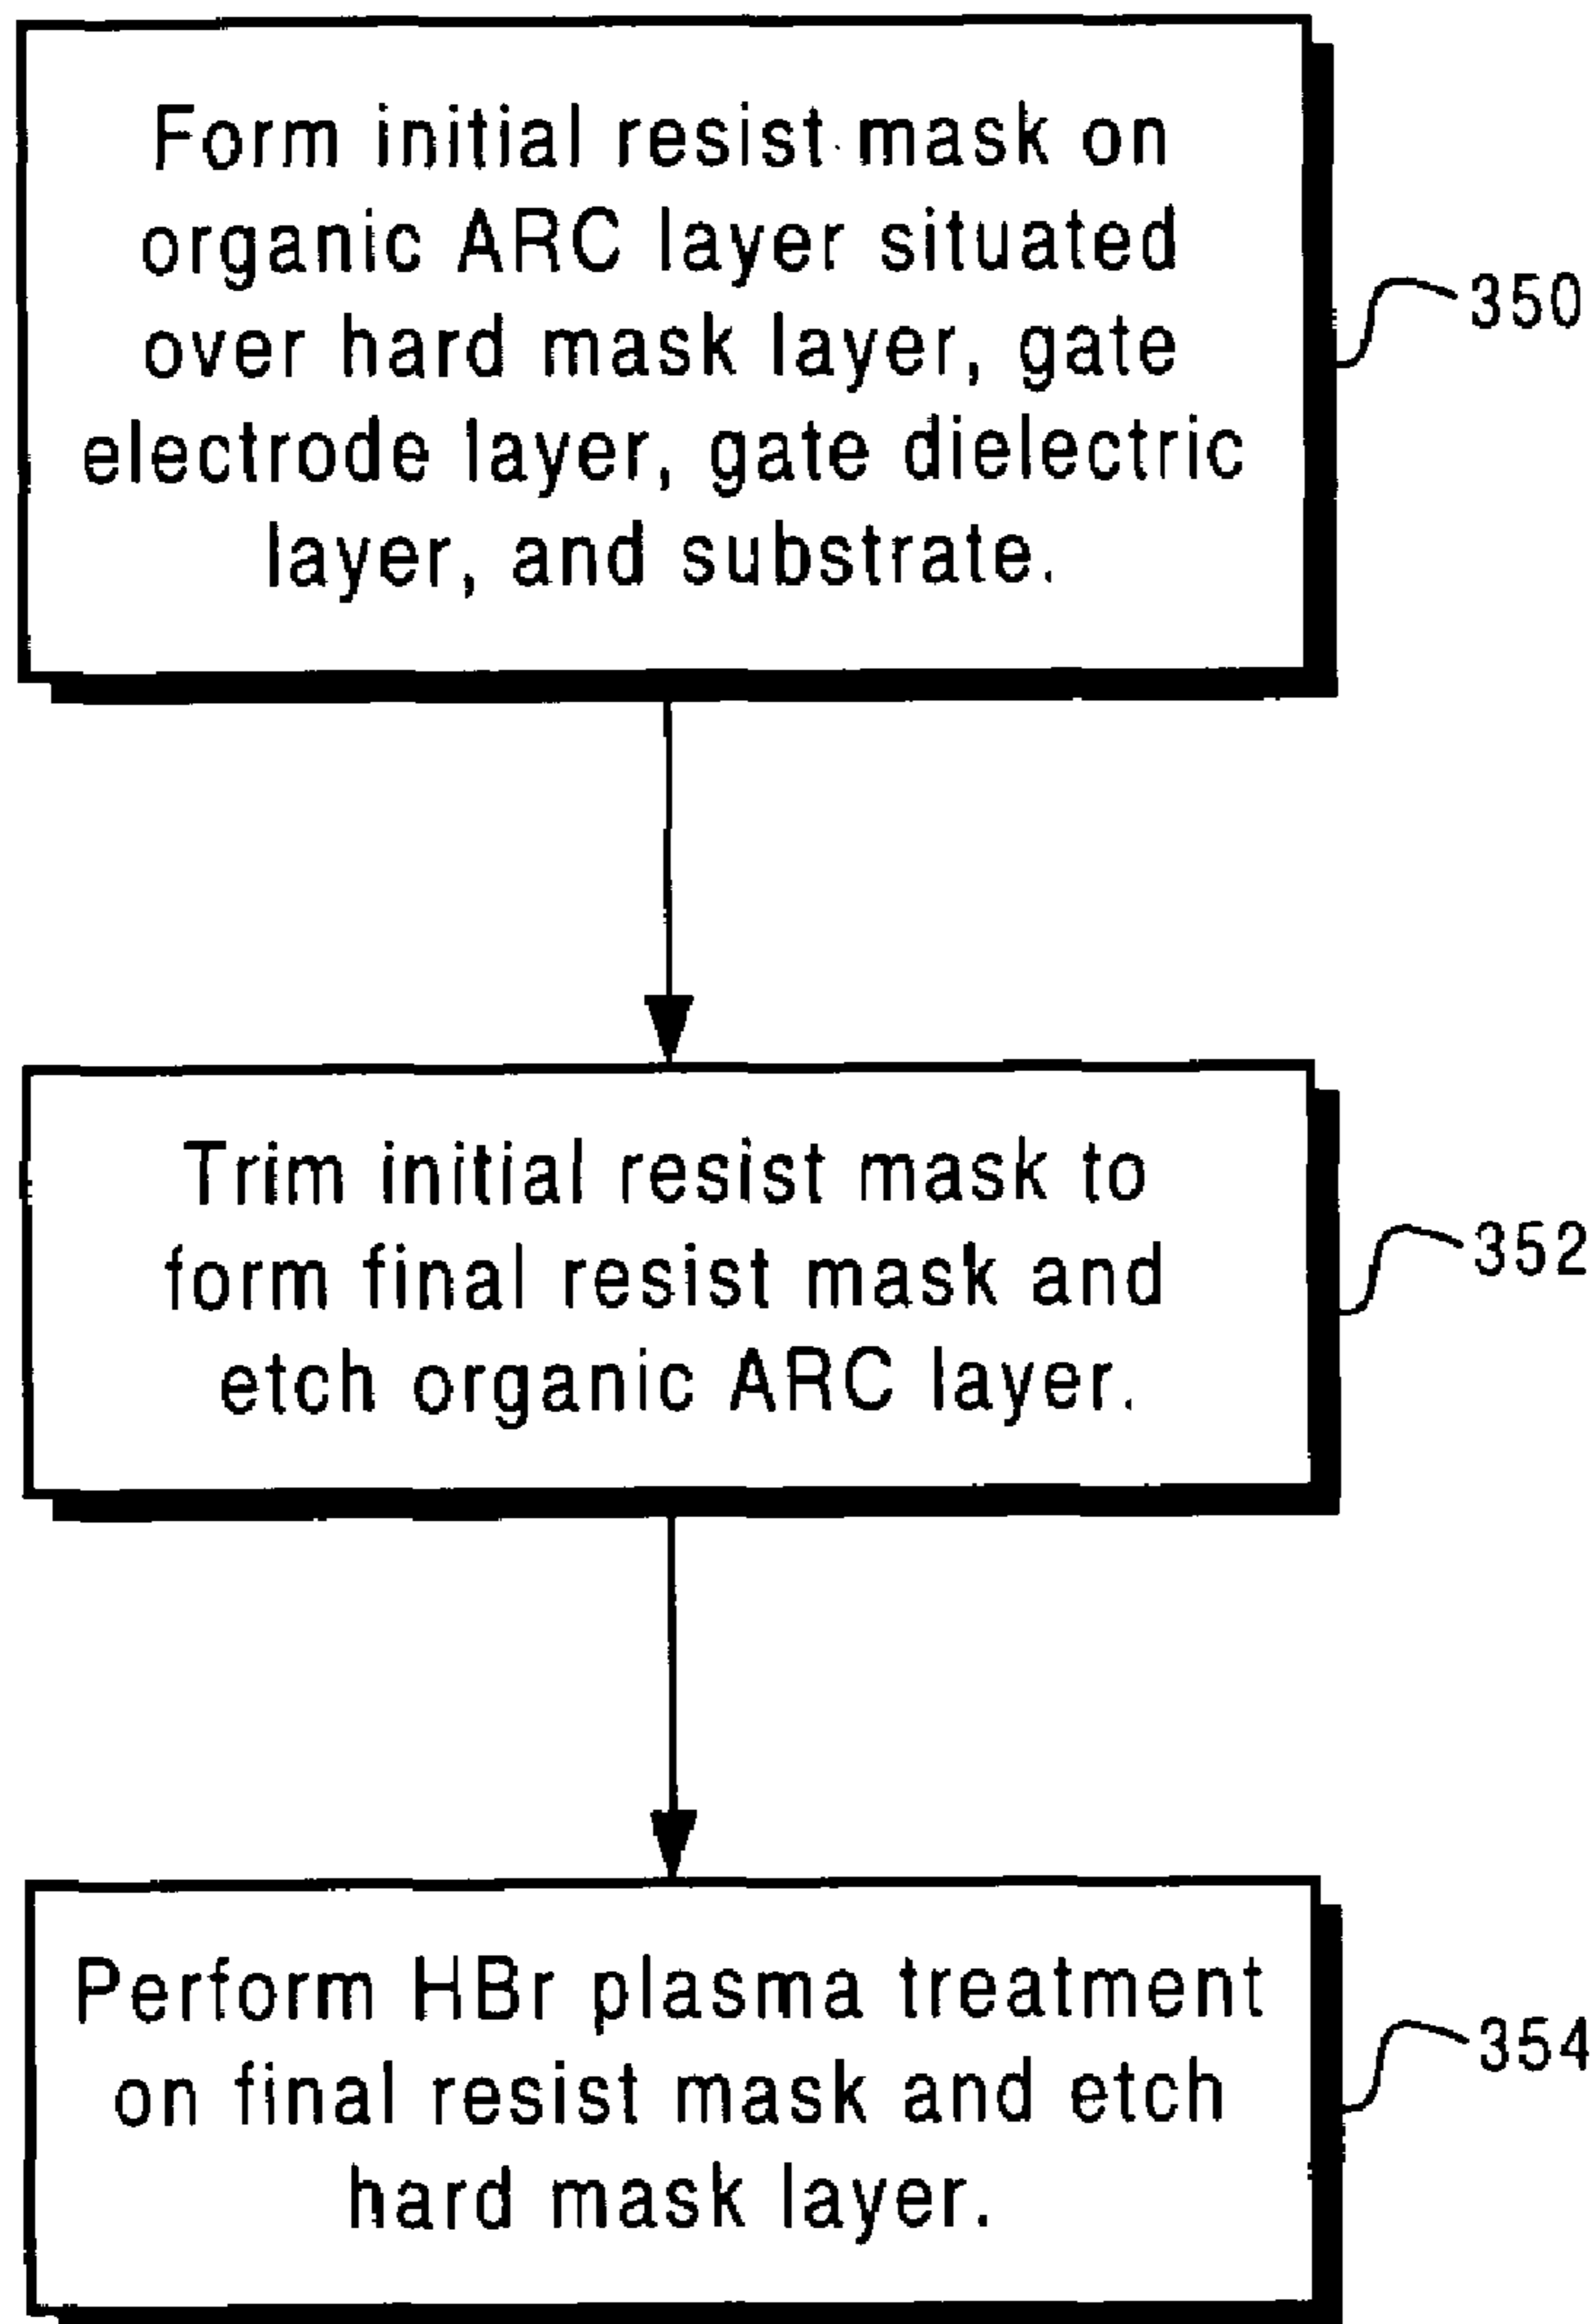 Form initial resist mask on
organic ARC layer situated
over hard mask layer, gate
electrode layer, gate dielectric
layer, and substrate.
350
Trim initial resist mask to
form final resist mask and
etch organic ARC layer.
352
Perform HBr plasma treatment
on final resist mask and etch
hard mask layer.
354